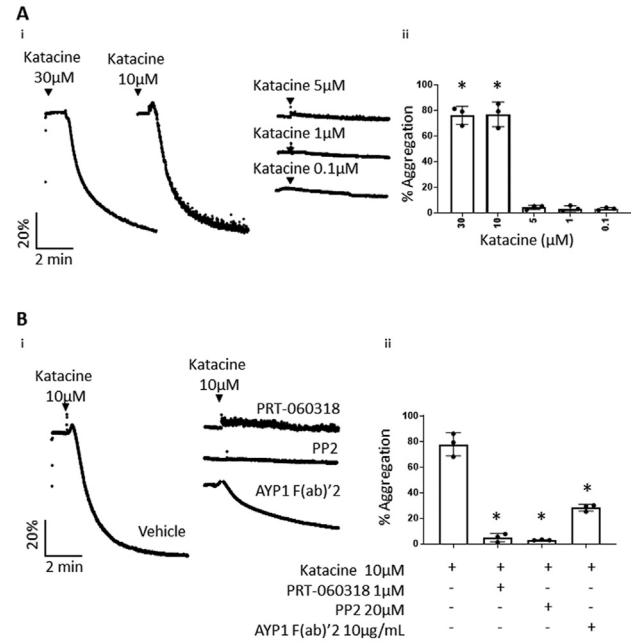 A
i
ii
Katacine
30µM
Katacine
10µM
Katacine 5µM
Katacine 1µM
Katacine 0.1µM
20%
2 min
% Aggregation
100
80
60
40
20
0
* *
30
10
5
1
0.1
Katacine (µM)
B
i
ii
Katacine
10µM
Katacine
10µM
PRT-060318
PP2
AYP1 F(ab)’2
Vehicle
20%
2 min
% Aggregation
100
80
60
40
20
0
* * *
Katacine 10µM + + + +
PRT-060318 1µM - + - -
PP2 20µM - - + -
AYP1 F(ab)’2 10µg/mL - - - +